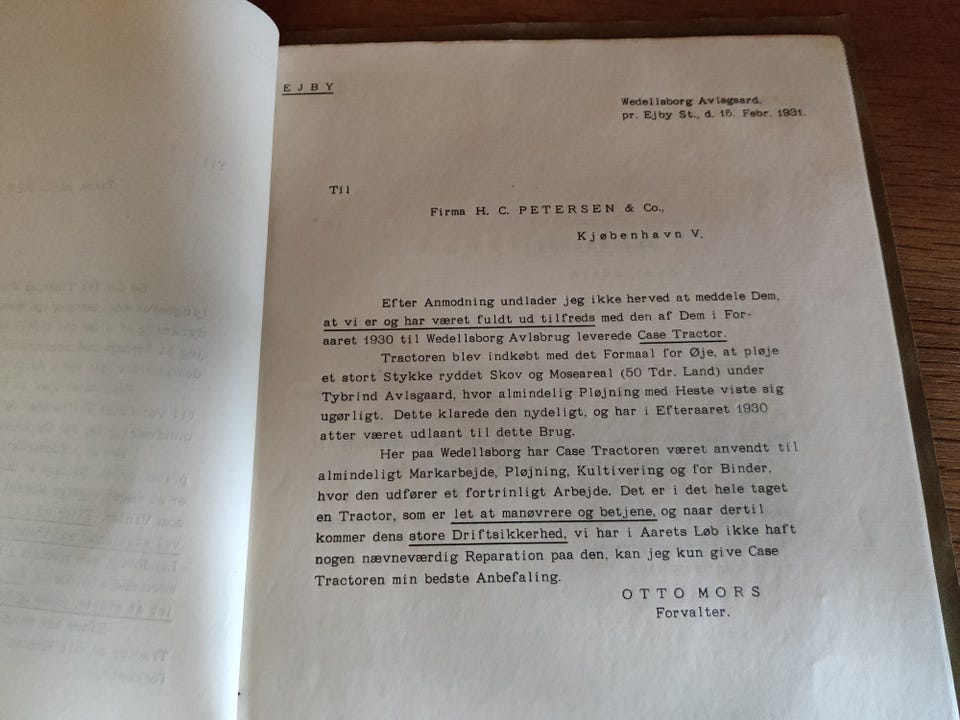 E J B Y
Wedellsborg Avlsgaard,
pr. Ejby St., d. 15. Febr. 1931.
Til
Firma H. C. PETERSEN & Co.,
Kjøbenhavn V.
Efter Anmodning undlader jeg ikke herved at meddele Dem,
at vi er og har været fuldt ud tilfreds med den af Dem i For-
aaret 1930 til Wedellsborg Avlsbrug leverede Case Tractor.
Tractoren blev indkøbt med det Formaal for Øje, at pløje
et stort Stykke ryddet Skov og Moseareal (50 Tdr. Land) under
Tybrind Avlsgaard, hvor almindelig Pløjning med Heste viste sig
ugørligt. Dette klarede den nydeligt, og har i Efteraaret 1930
atter været udlaant til dette Brug.
Her paa Wedellsborg har Case Tractoren været anvendt til
almindeligt Markarbejde, Pløjning, Kultivering og for Binder,
hvor den udfører et fortrinligt Arbejde. Det er i det hele taget
en Tractor, som er let at manøvrere og betjene, og naar dertil
kommer dens store Driftsikkerhed, vi har i Aarets Løb ikke haft
nogen nævneværdig Reparation paa den, kan jeg kun give Case
Tractoren min bedste Anbefaling.
OTTO MORS
Forvalter.